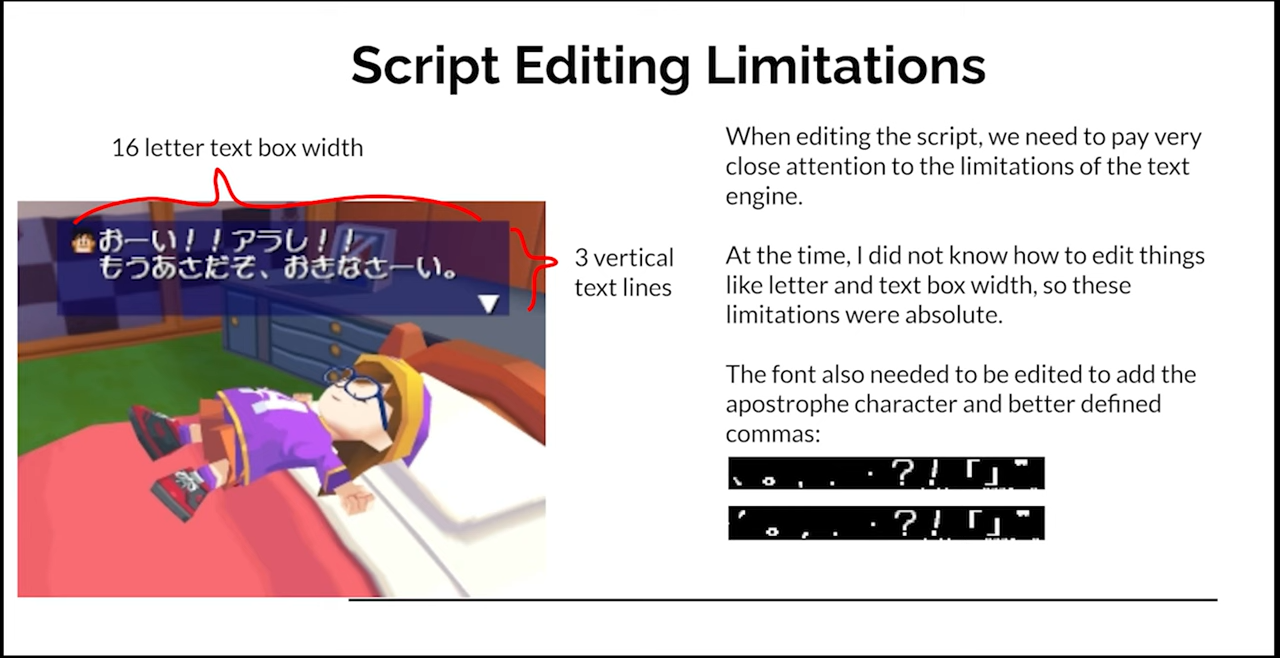 Script Editing Limitations
16 letter text box width
おーい！！アラし！！
もうあさだぞ、おきなさーい。
3 vertical
text lines
When editing the script, we need to pay very
close attention to the limitations of the text
engine.
At the time, I did not know how to edit things
like letter and text box width, so these
limitations were absolute.
The font also needed to be edited to add the
apostrophe character and better defined
commas:
、。,.・?!「」
'。,.・?!「」